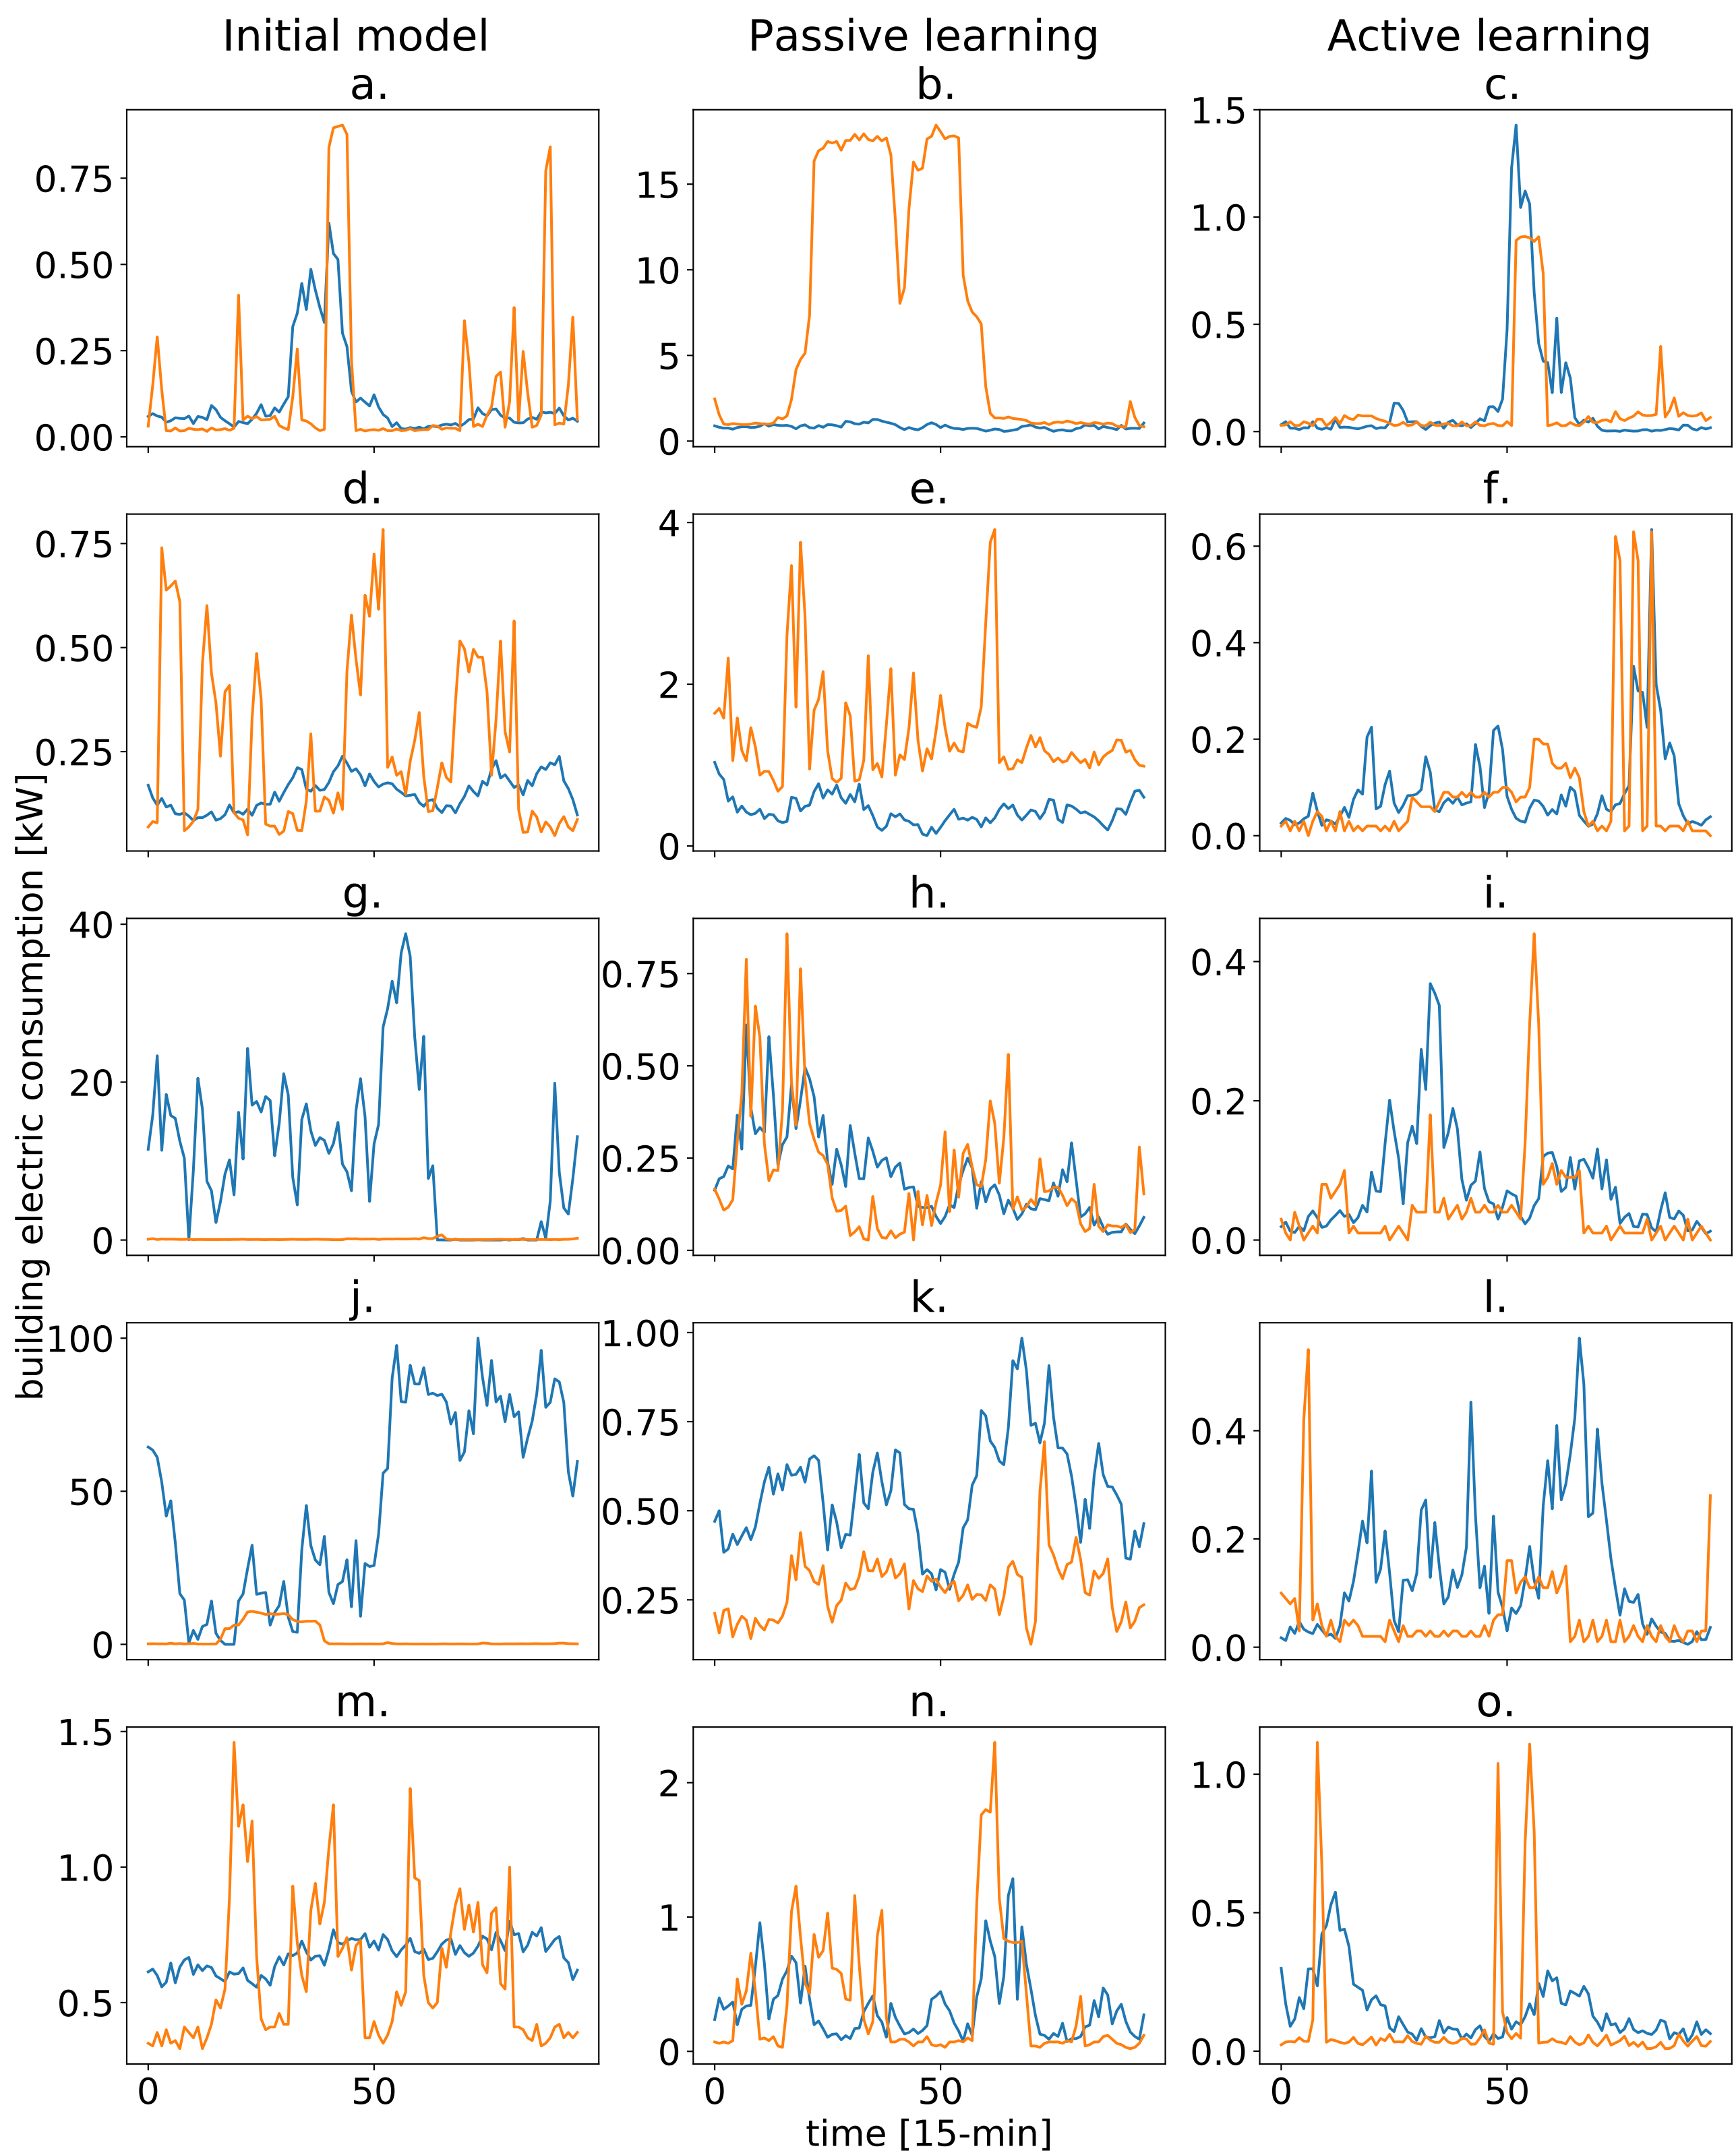 Initial model
Passive learning
Active learning
a.
b.
c.
0.75
0.50
0.25
0.00
15
10
5
0
1.5
1.0
0.5
0.0
d.
e.
f.
0.75
0.50
0.25
4
2
0
0.6
0.4
0.2
0.0
building electric consumption [kW]
g.
h.
i.
40
20
0
0.75
0.50
0.25
0.00
0.4
0.2
0.0
j.
k.
l.
100
50
0
1.00
0.75
0.50
0.25
0.4
0.2
0.0
m.
n.
o.
1.5
1.0
0.5
2
1
0
1.0
0.5
0.0
0 50
0 50
0 50
time [15-min]